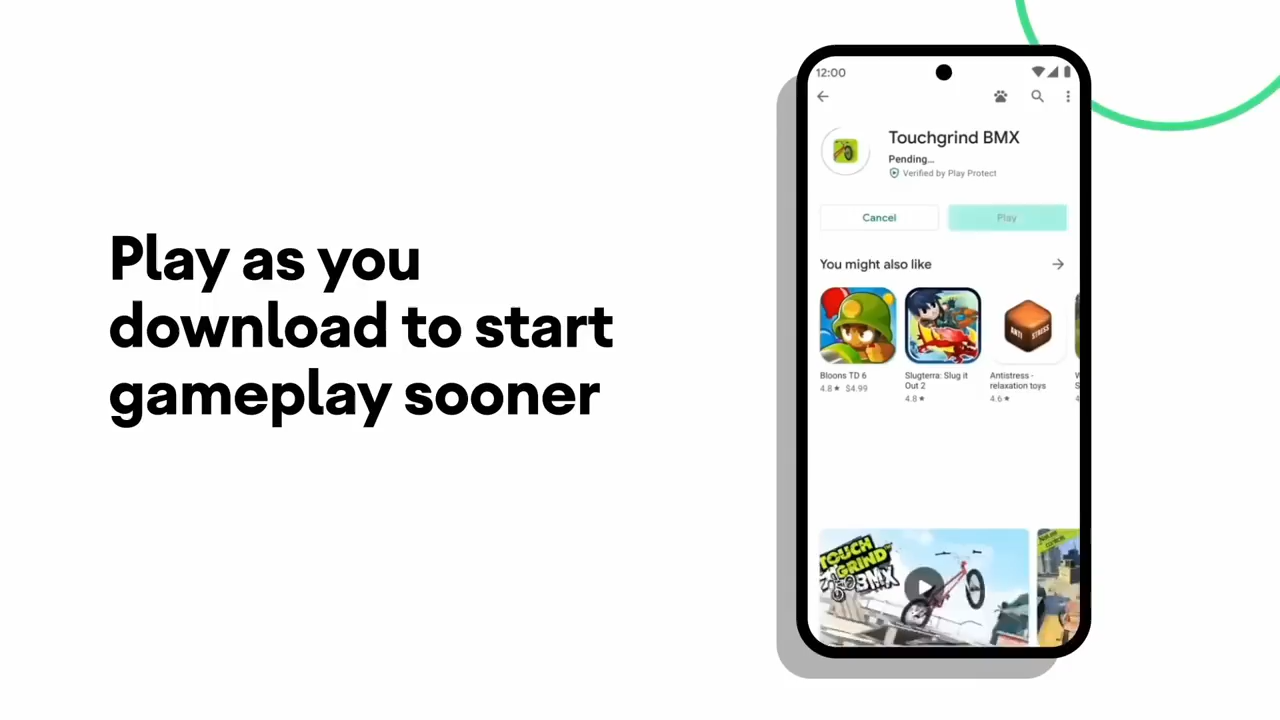 Play as you
download to start
gameplay sooner
12:00
Touchgrind BMX
Pending...
Verified by Play Protect
Cancel
Play
You might also like
Bloons TD 6
4.8★ $4.99
Slugterra: Slug it
Out 2
4.8★
ANTI STRESS
Antistress -
relaxation toys
4.6★
TOUCH
GRIND
BMX